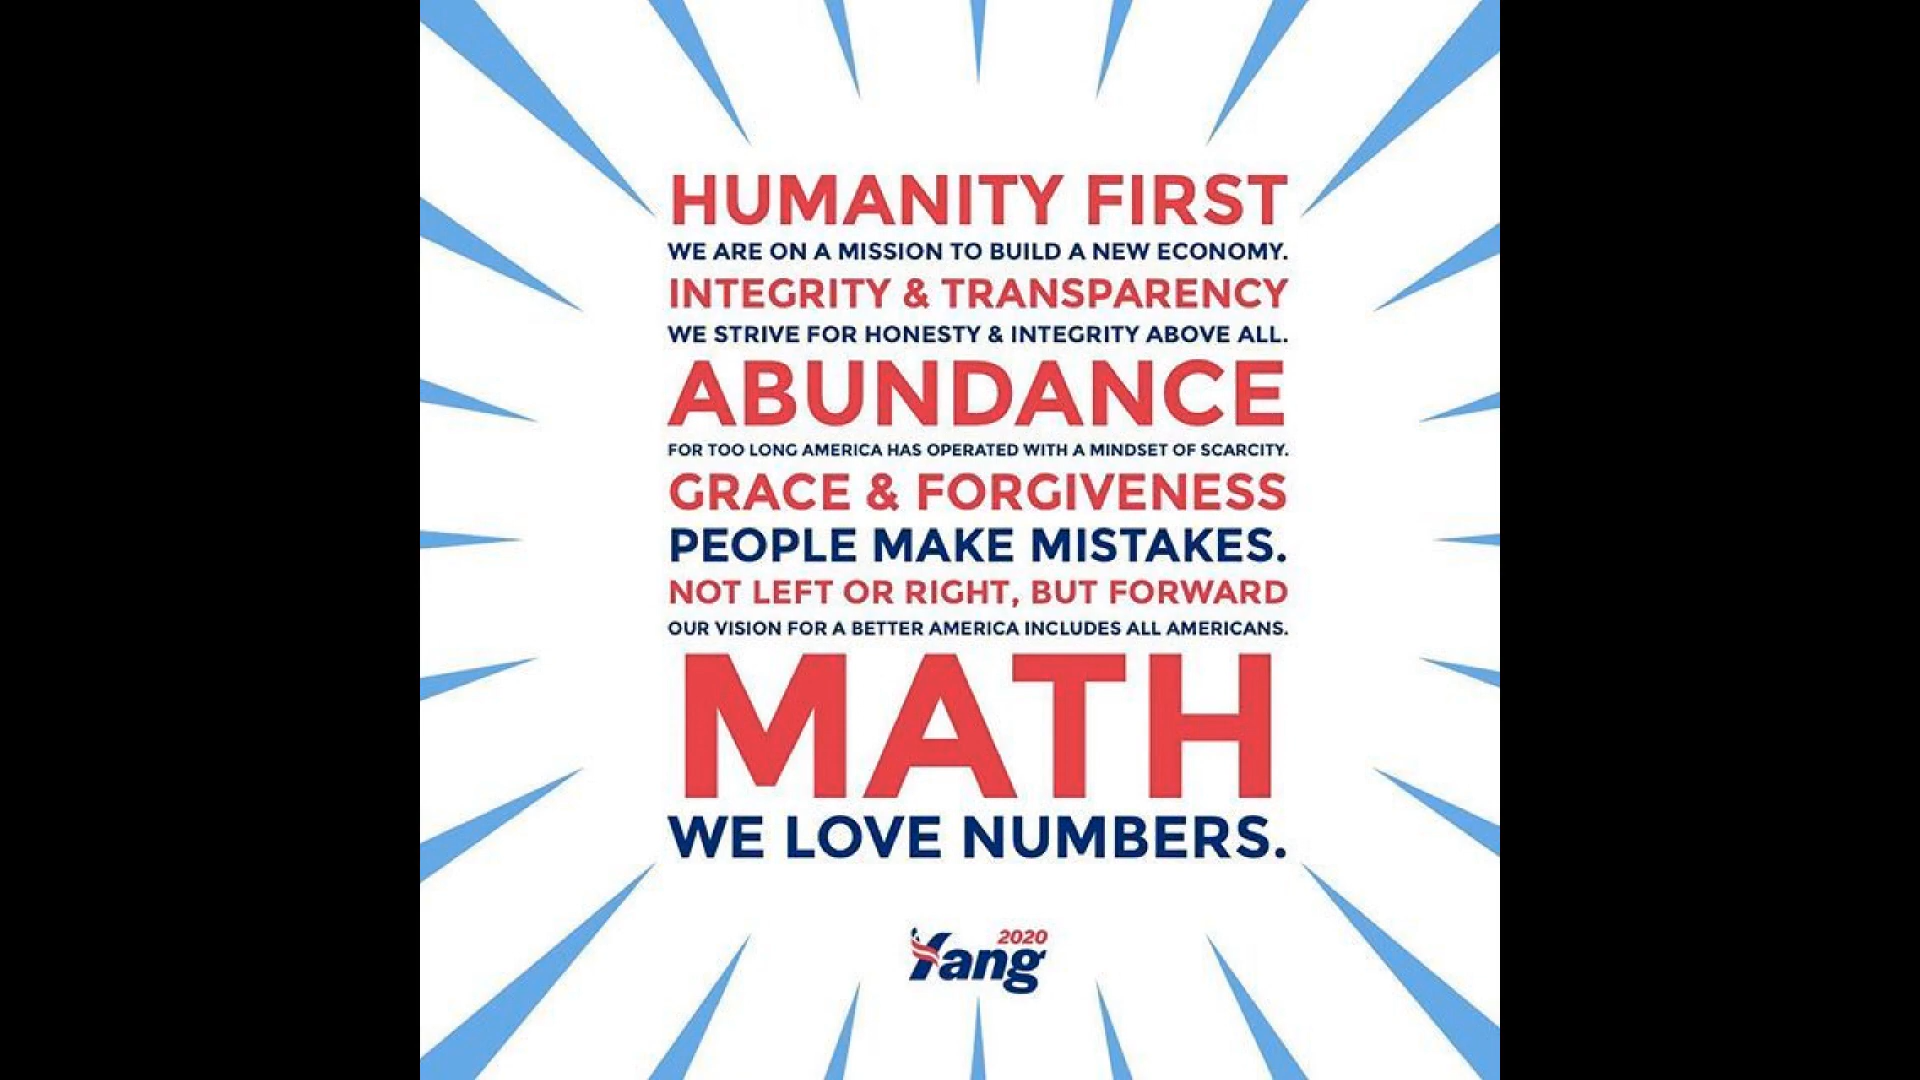 HUMANITY FIRST
WE ARE ON A MISSION TO BUILD A NEW ECONOMY.
INTEGRITY & TRANSPARENCY
WE STRIVE FOR HONESTY & INTEGRITY ABOVE ALL.
ABUNDANCE
FOR TOO LONG AMERICA HAS OPERATED WITH A MINDSET OF SCARCITY.
GRACE & FORGIVENESS
PEOPLE MAKE MISTAKES.
NOT LEFT OR RIGHT, BUT FORWARD
OUR VISION FOR A BETTER AMERICA INCLUDES ALL AMERICANS.
MATH
WE LOVE NUMBERS.
2020
Yang